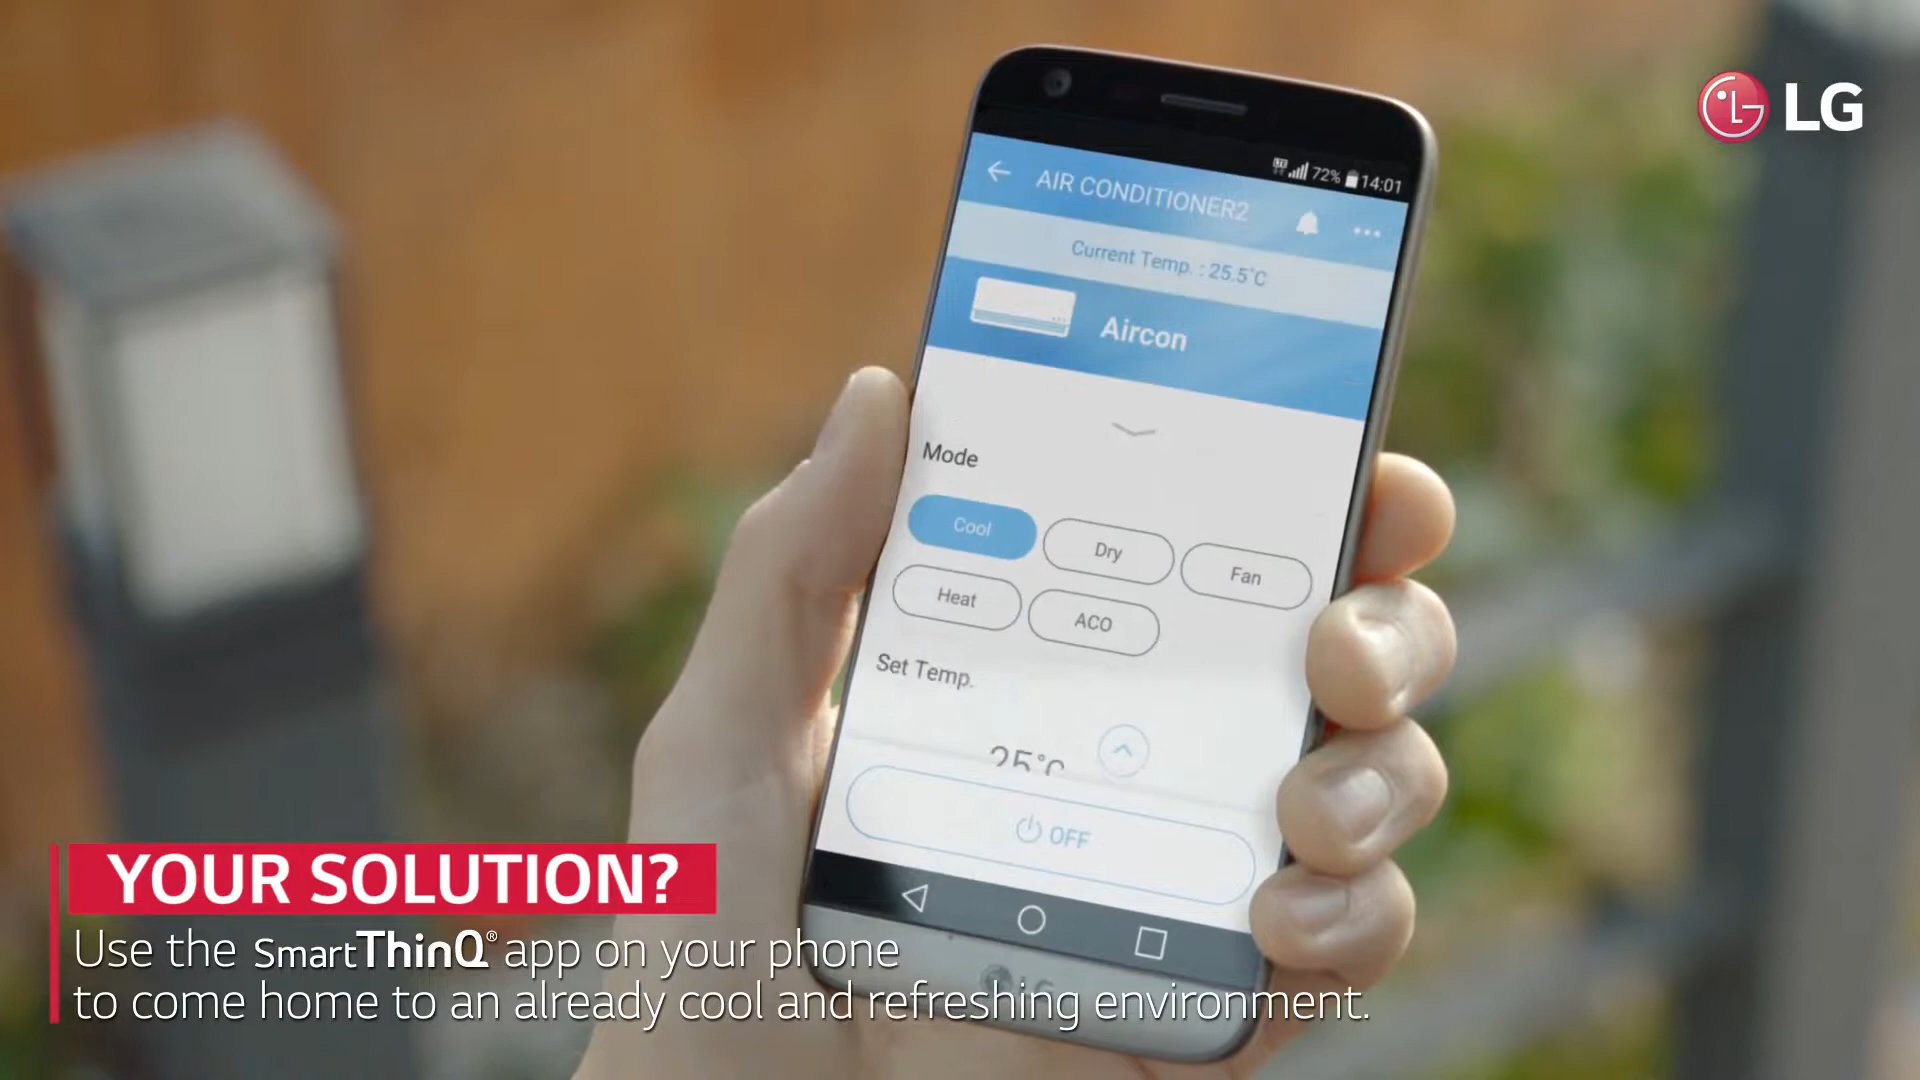 LG
LTE 72% 14:01
AIR CONDITIONER2
Current Temp. : 25.5°C
Aircon
Mode
Cool Dry Fan
Heat ACO
Set Temp.
25°C
OFF
LG
YOUR SOLUTION?
Use the SmartThinQ® app on your phone
to come home to an already cool and refreshing environment.